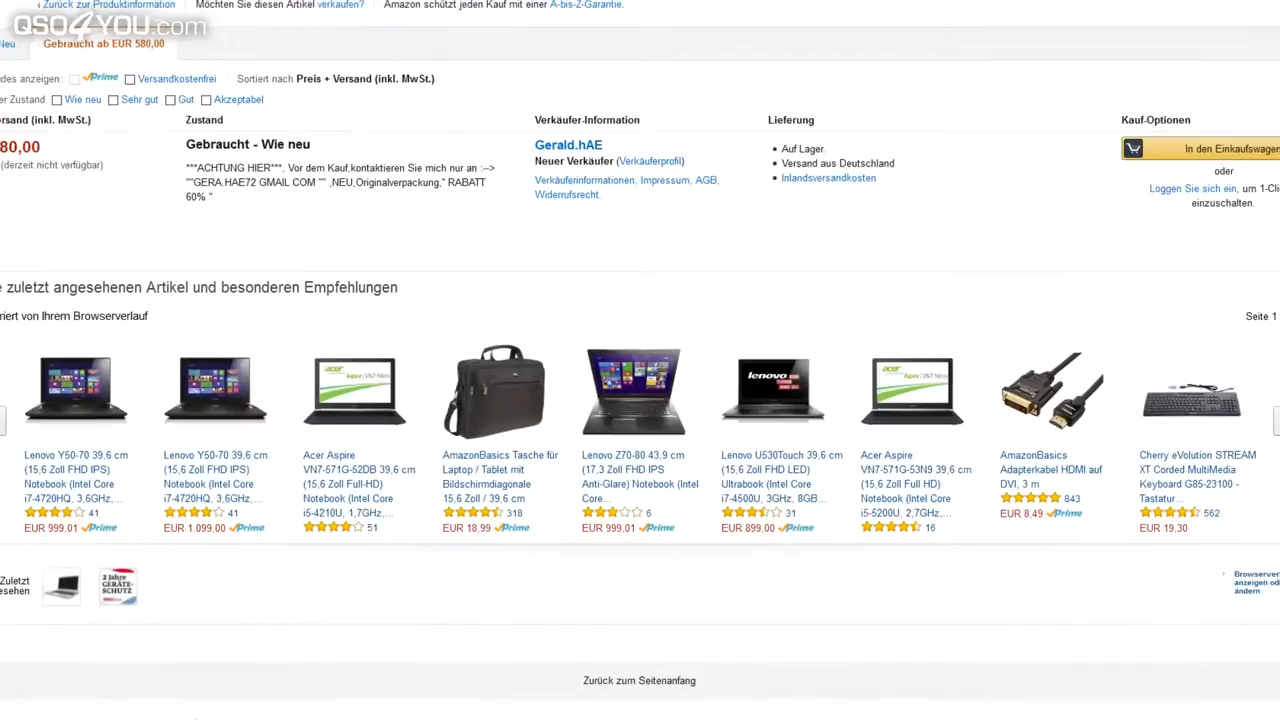 ‹ Zurück zur Produktinformation Möchten Sie diesen Artikel verkaufen? Amazon schützt jeden Kauf mit einer A-bis-Z-Garantie.
QSO4YOU.com
Neu Gebraucht ab EUR 580,00
des anzeigen: Prime Versandkostenfrei Sortiert nach Preis + Versand (inkl. MwSt.)
er Zustand Wie neu Sehr gut Gut Akzeptabel
ersand (inkl. MwSt.) Zustand Verkäufer-Information Lieferung Kauf-Optionen
80,00
(derzeit nicht verfügbar)
Gebraucht - Wie neu
***ACHTUNG HIER***, Vor dem Kauf,kontaktieren Sie mich nur an :-->
""GERA.HAE72 GMAIL COM "" ,NEU,Originalverpackung," RABATT
60% "
Gerald.hAE
Neuer Verkäufer (Verkäuferprofil)
Verkäuferinformationen, Impressum, AGB,
Widerrufsrecht.
Auf Lager.
Versand aus Deutschland
Inlandsversandkosten
In den Einkaufswagen
oder
Loggen Sie sich ein, um 1-Cli
einzuschalten.
e zuletzt angesehenen Artikel und besonderen Empfehlungen
riert von Ihrem Browserverlauf Seite 1
Lenovo Y50-70 39,6 cm
(15,6 Zoll FHD IPS)
Notebook (Intel Core
i7-4720HQ, 3,6GHz,...
41
EUR 999,01 Prime
Lenovo Y50-70 39,6 cm
(15,6 Zoll FHD IPS)
Notebook (Intel Core
i7-4720HQ, 3,6GHz,...
41
EUR 1.099,00 Prime
acer
Acer Aspire
VN7-571G-52DB 39,6 cm
(15,6 Zoll Full-HD)
Notebook (Intel Core
i5-4210U, 1,7GHz,...
51
AmazonBasics Tasche für
Laptop / Tablet mit
Bildschirmdiagonale
15,6 Zoll / 39,6 cm
318
EUR 18,99 Prime
Lenovo Z70-80 43,9 cm
(17,3 Zoll FHD IPS
Anti-Glare) Notebook (Intel
Core...
6
EUR 999,01 Prime
lenovo
Lenovo U530Touch 39,6 cm
(15,6 Zoll FHD LED)
Ultrabook (Intel Core
i7-4500U, 3GHz, 8GB...
31
EUR 899,00 Prime
acer
Acer Aspire
VN7-571G-53N9 39,6 cm
(15,6 Zoll Full HD)
Notebook (Intel Core
i5-5200U, 2,7GHz,...
16
AmazonBasics
Adapterkabel HDMI auf
DVI, 3 m
843
EUR 8,49 Prime
Cherry eVolution STREAM
XT Corded MultiMedia
Keyboard G85-23100 -
Tastatur...
562
EUR 19,30
Zuletzt
esehen
2 Jahre
GERÄTE-
SCHUTZ
Browserver
anzeigen od
ändern
Zurück zum Seitenanfang